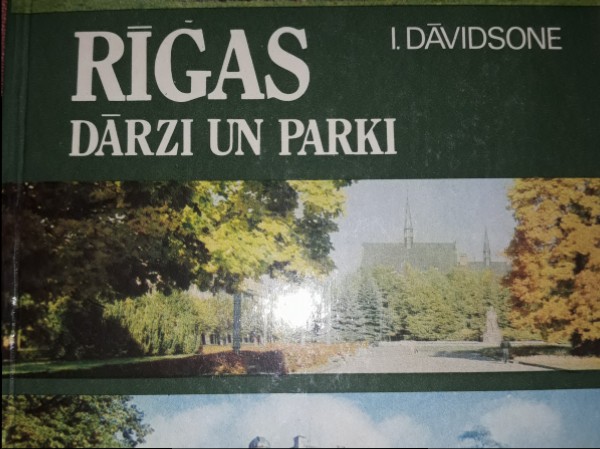 I. DĀVIDSONE
RĪGAS
DĀRZI UN PARKI